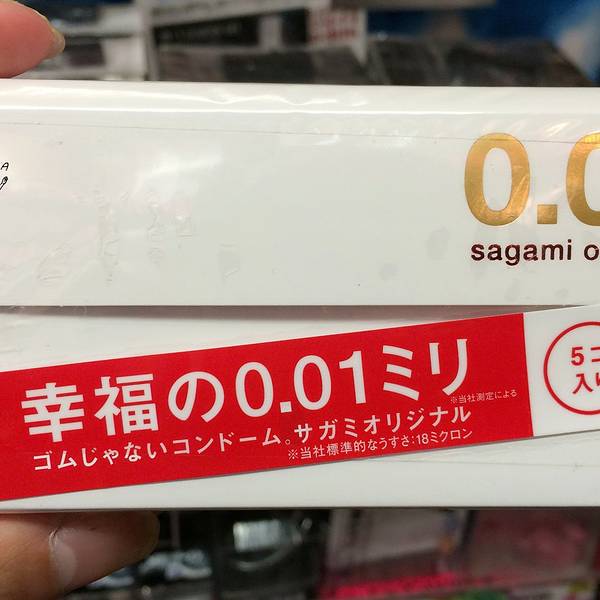 0.0
sagami o
幸福の0.01ミリ
※当社測定による
ゴムじゃないコンドーム。サガミオリジナル
※当社標準的なうすさ:18ミクロン
5コ
入り